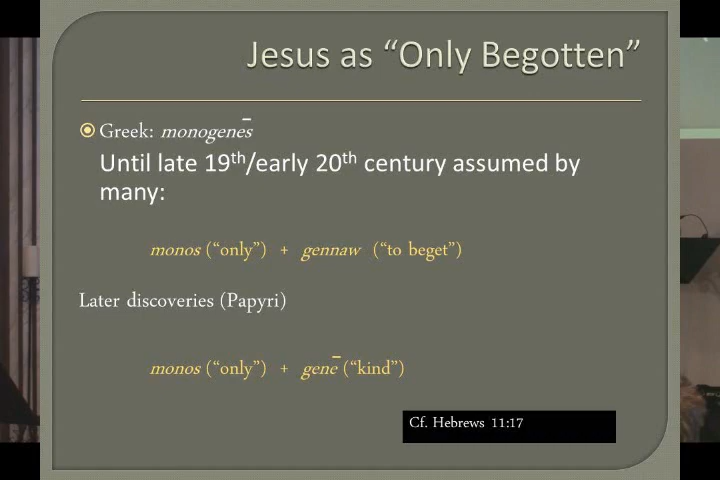 Jesus as “Only Begotten”
Greek: monogenēs
Until late 19th/early 20th century assumed by
many:
monos (“only”) + gennaw (“to beget”)
Later discoveries (Papyri)
monos (“only”) + genē (“kind”)
Cf. Hebrews 11:17